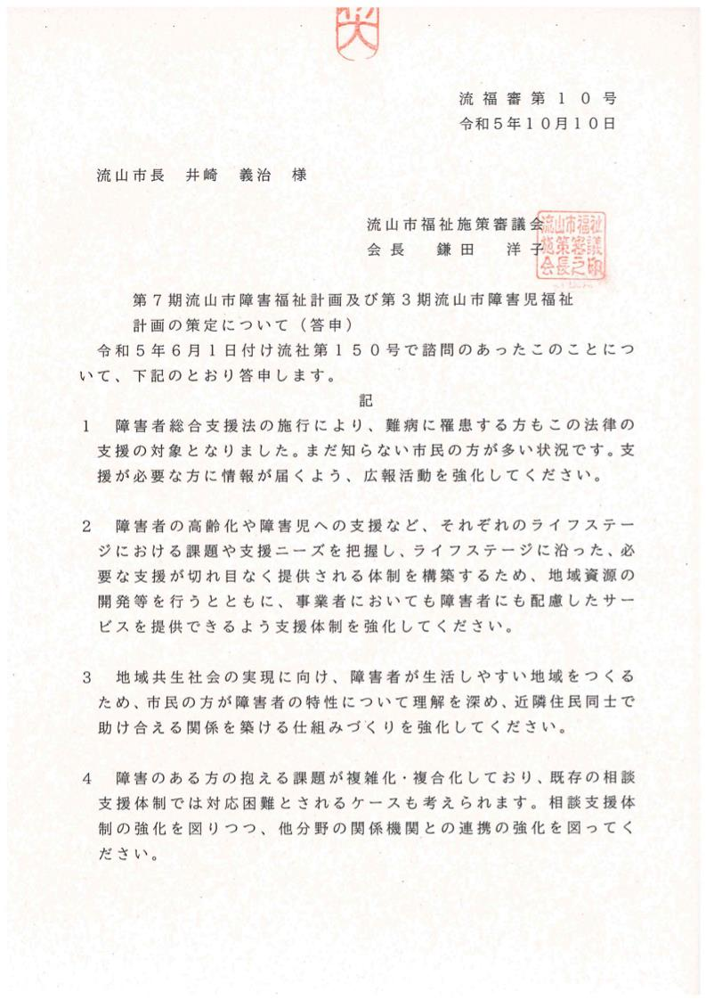 流福審第１０号
令和５年１０月１０日
流山市長　井崎　義治　様
流山市福祉施策審議会
会長　鎌田　洋子
流山市福祉
施策審議
会長之印
第７期流山市障害福祉計画及び第３期流山市障害児福祉
計画の策定について（答申）
令和５年６月１日付け流社第１５０号で諮問のあったこのことにつ
いて、下記のとおり答申します。
記
１　障害者総合支援法の施行により、難病に罹患する方もこの法律の
支援の対象となりました。まだ知らない市民の方が多い状況です。支
援が必要な方に情報が届くよう、広報活動を強化してください。
２　障害者の高齢化や障害児への支援など、それぞれのライフステー
ジにおける課題や支援ニーズを把握し、ライフステージに沿った、必
要な支援が切れ目なく提供される体制を構築するため、地域資源の
開発等を行うとともに、事業者においても障害者にも配慮したサー
ビスを提供できるよう支援体制を強化してください。
３　地域共生社会の実現に向け、障害者が生活しやすい地域をつくる
ため、市民の方が障害者の特性について理解を深め、近隣住民同士で
助け合える関係を築ける仕組みづくりを強化してください。
４　障害のある方の抱える課題が複雑化・複合化しており、既存の相談
支援体制では対応困難とされるケースも考えられます。相談支援体
制の強化を図りつつ、他分野の関係機関との連携の強化を図ってく
ださい。